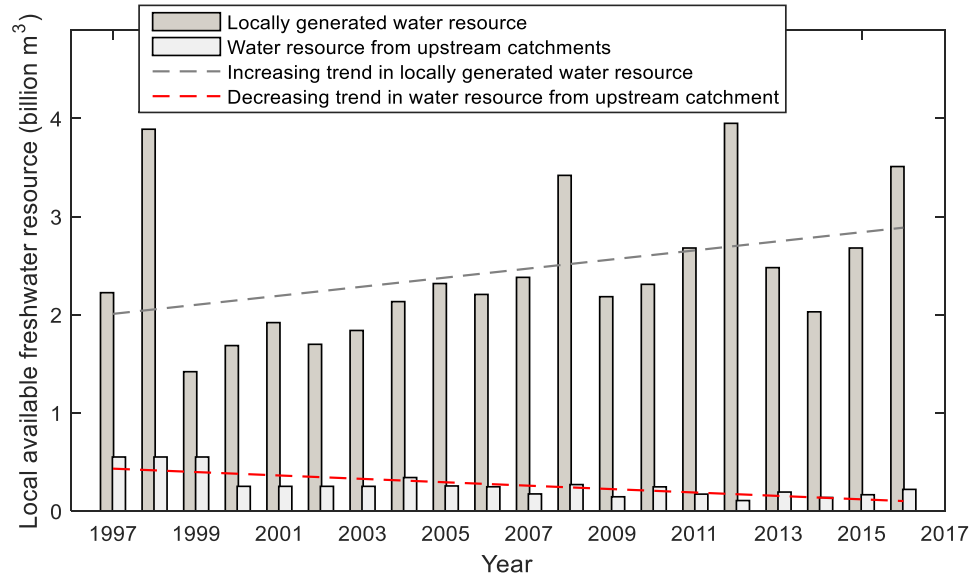 Locally generated water resource
Water resource from upstream catchments
Increasing trend in locally generated water resource
Decreasing trend in water resource from upstream catchment
Local available freshwater resource (billion m³)
4
3
2
1
0
1997 1999 2001 2003 2005 2007 2009 2011 2013 2015 2017
Year